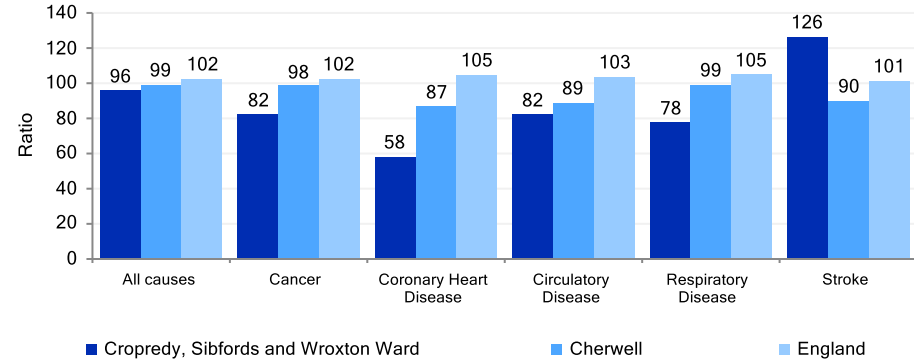 140
120
100
80
60
40
20
0
Ratio
96 99 102
82 98 102
58 87 105
82 89 103
78 99 105
126 90 101
All causes
Cancer
Coronary Heart
Disease
Circulatory
Disease
Respiratory
Disease
Stroke
Cropredy, Sibfords and Wroxton Ward
Cherwell
England